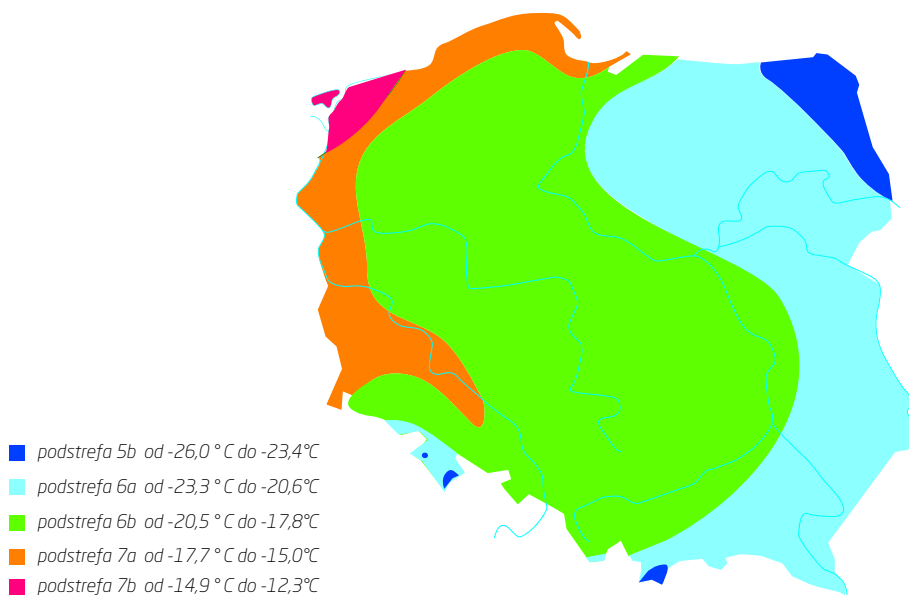 podstrefa 5b od -26,0 ° C do -23,4°C
podstrefa 6a od -23,3 ° C do -20,6°C
podstrefa 6b od -20,5 ° C do -17,8°C
podstrefa 7a od -17,7 ° C do -15,0°C
podstrefa 7b od -14,9 ° C do -12,3°C